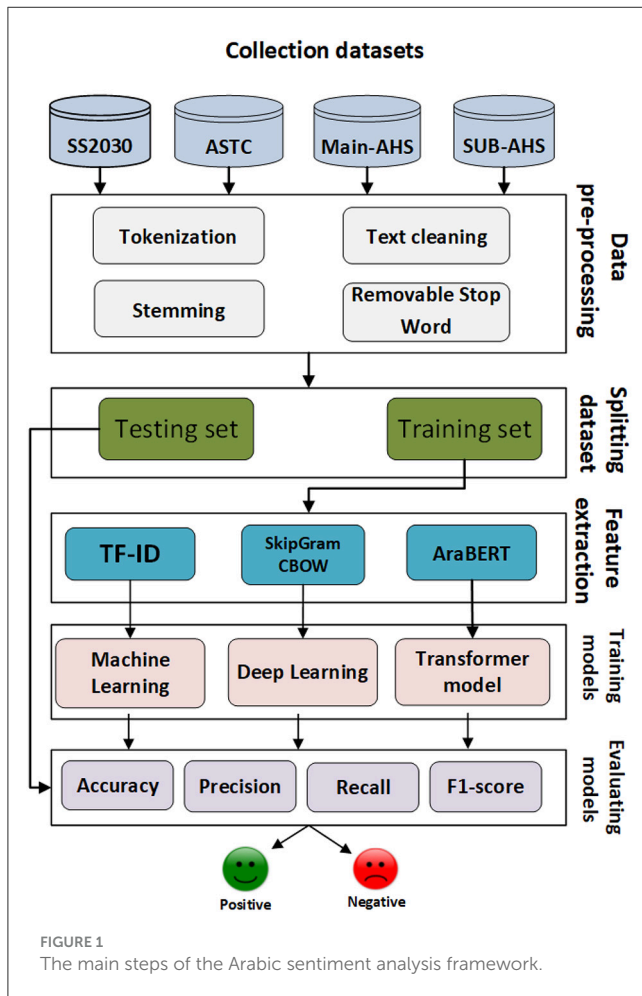 Collection datasets
SS2030
ASTC
Main-AHS
SUB-AHS
Data
pre-processing
Tokenization
Text cleaning
Stemming
Removable Stop
Word
Splitting
dataset
Testing set
Training set
Feature
extraction
TF-ID
SkipGram
CBOW
AraBERT
Training
models
Machine
Learning
Deep Learning
Transformer
model
Evaluating
models
Accuracy
Precision
Recall
F1-score
Positive
Negative
FIGURE 1
The main steps of the Arabic sentiment analysis framework.